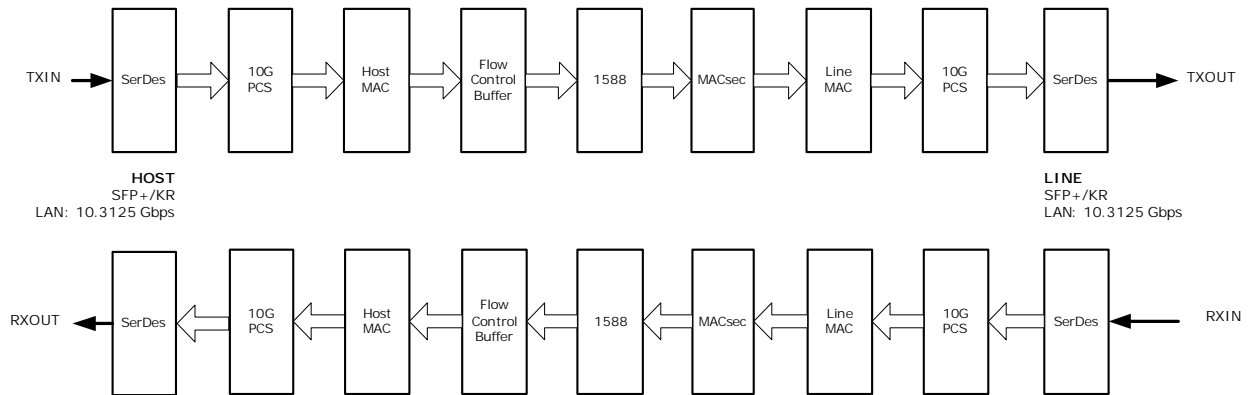 TXIN
SerDes
10G
PCS
Host
MAC
Flow
Control
Buffer
1588
MACsec
Line
MAC
10G
PCS
SerDes
TXOUT
HOST
SFP+/KR
LAN: 10.3125 Gbps
LINE
SFP+/KR
LAN: 10.3125 Gbps
RXOUT
SerDes
10G
PCS
Host
MAC
Flow
Control
Buffer
1588
MACsec
Line
MAC
10G
PCS
SerDes
RXIN